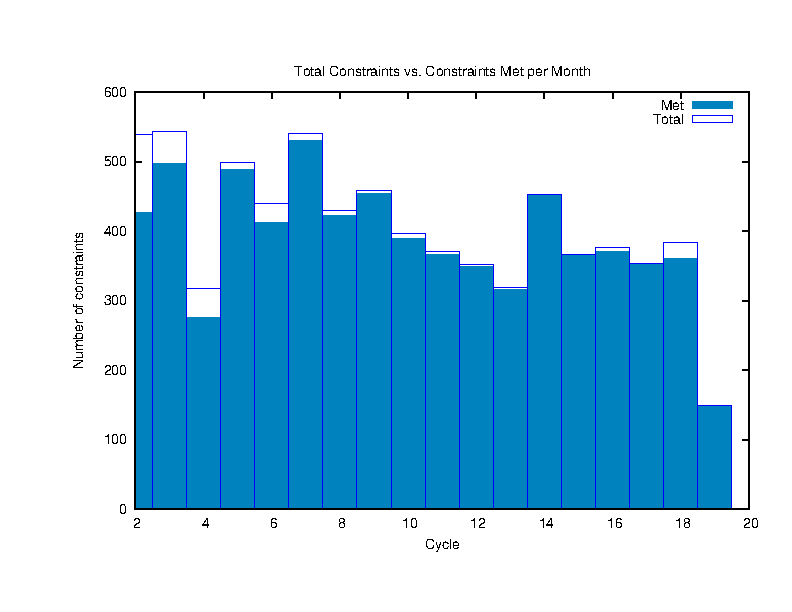 Total Constraints vs. Constraints Met per Month
Met
Total
600
500
400
300
200
100
0
Number of constraints
2 4 6 8 10 12 14 16 18 20
Cycle